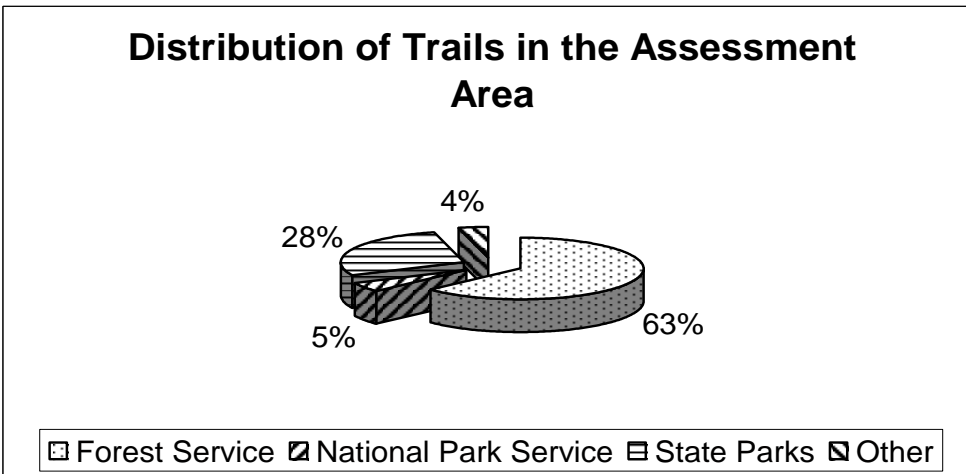 Distribution of Trails in the Assessment
Area
4%
28%
5%
63%
Forest Service National Park Service State Parks Other